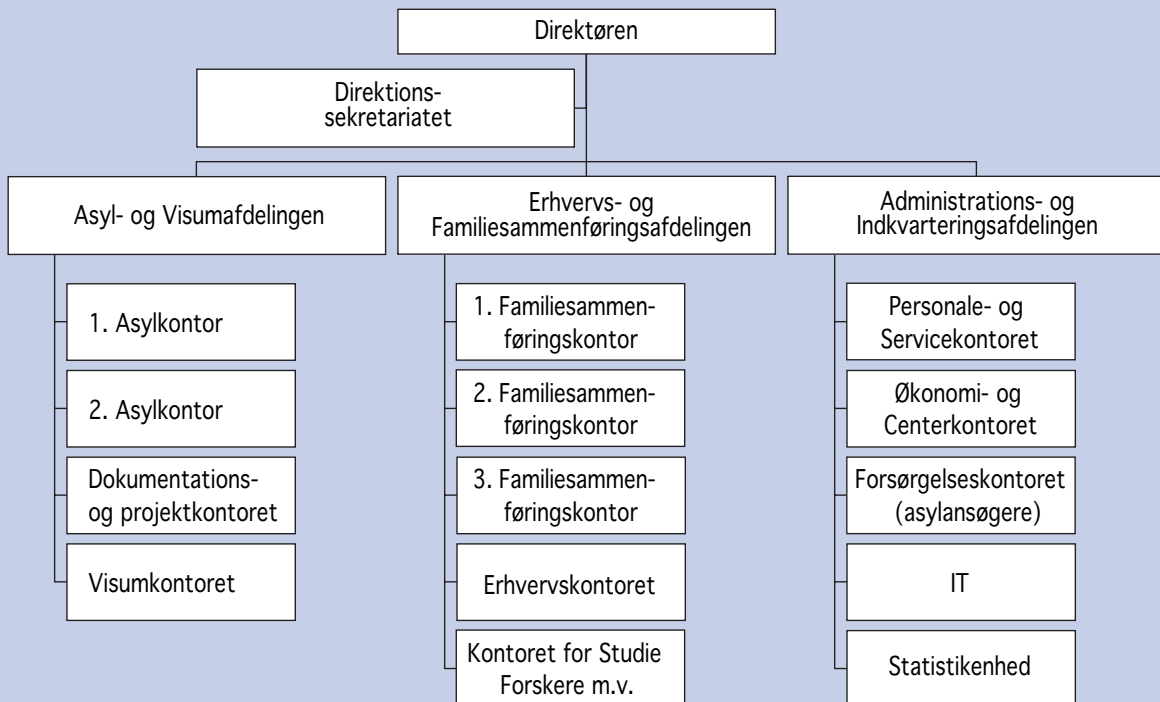 Direktøren
Direktions-
sekretariatet
Asyl- og Visumafdelingen
Erhvervs- og
Familiesammenføringsafdelingen
Administrations- og
Indkvarteringsafdelingen
1. Asylkontor
2. Asylkontor
Dokumentations-
og projektkontoret
Visumkontoret
1. Familiesammen-
føringskontor
2. Familiesammen-
føringskontor
3. Familiesammen-
føringskontor
Erhvervskontoret
Kontoret for Studie
Forskere m.v.
Personale- og
Servicekontoret
Økonomi- og
Centerkontoret
Forsørgelseskontoret
(asylansøgere)
IT
Statistikenhed